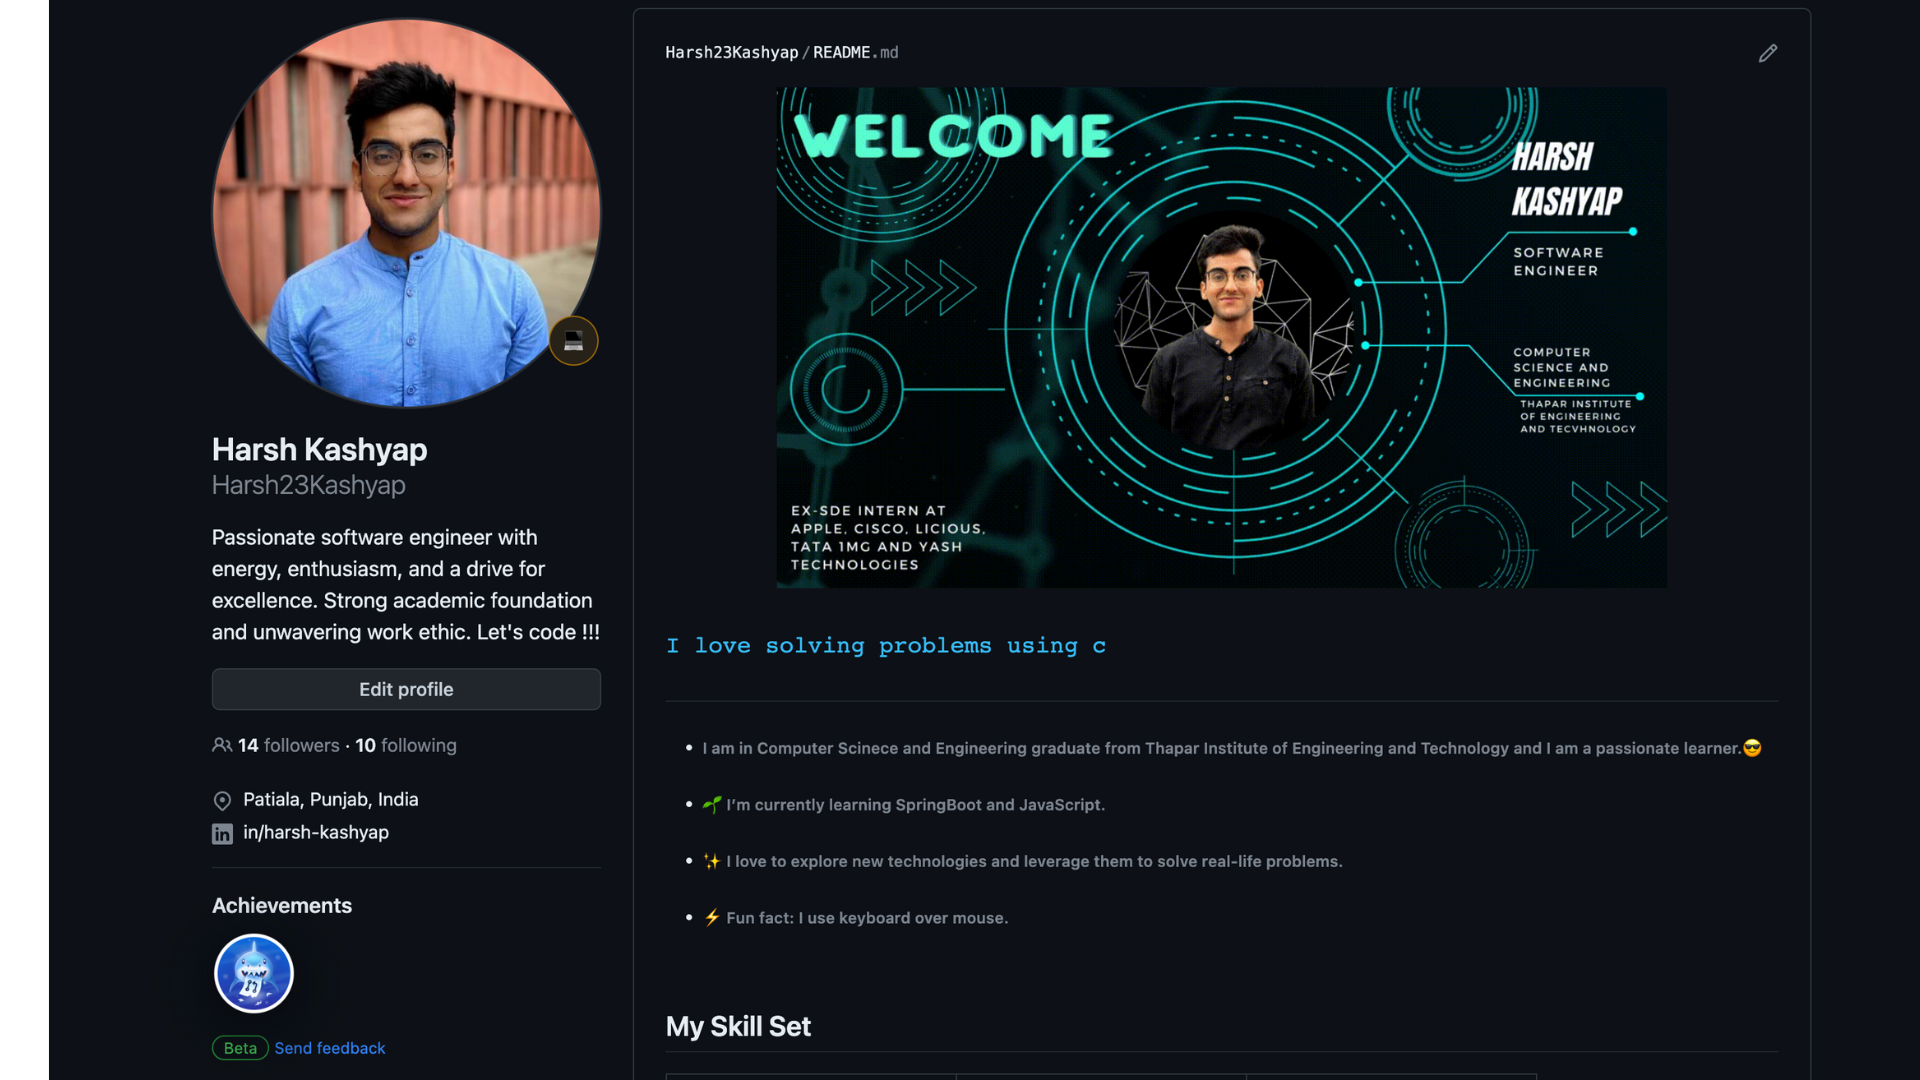 Harsh23Kashyap/README.md
WELCOME
HARSH
KASHYAP
SOFTWARE
ENGINEER
COMPUTER
SCIENCE AND
ENGINEERING
THAPAR INSTITUTE
OF ENGINEERING
AND TECVHNOLOGY
EX-SDE INTERN AT
APPLE, CISCO, LICIOUS,
TATA 1MG AND YASH
TECHNOLOGIES
Harsh Kashyap
Harsh23Kashyap
Passionate software engineer with
energy, enthusiasm, and a drive for
excellence. Strong academic foundation
and unwavering work ethic. Let's code !!!
Edit profile
14 followers · 10 following
Patiala, Punjab, India
in/harsh-kashyap
Achievements
Beta Send feedback
I love solving problems using c
I am in Computer Scinece and Engineering graduate from Thapar Institute of Engineering and Technology and I am a passionate learner.😎
🌱 I’m currently learning SpringBoot and JavaScript.
✨ I love to explore new technologies and leverage them to solve real-life problems.
⚡ Fun fact: I use keyboard over mouse.
My Skill Set